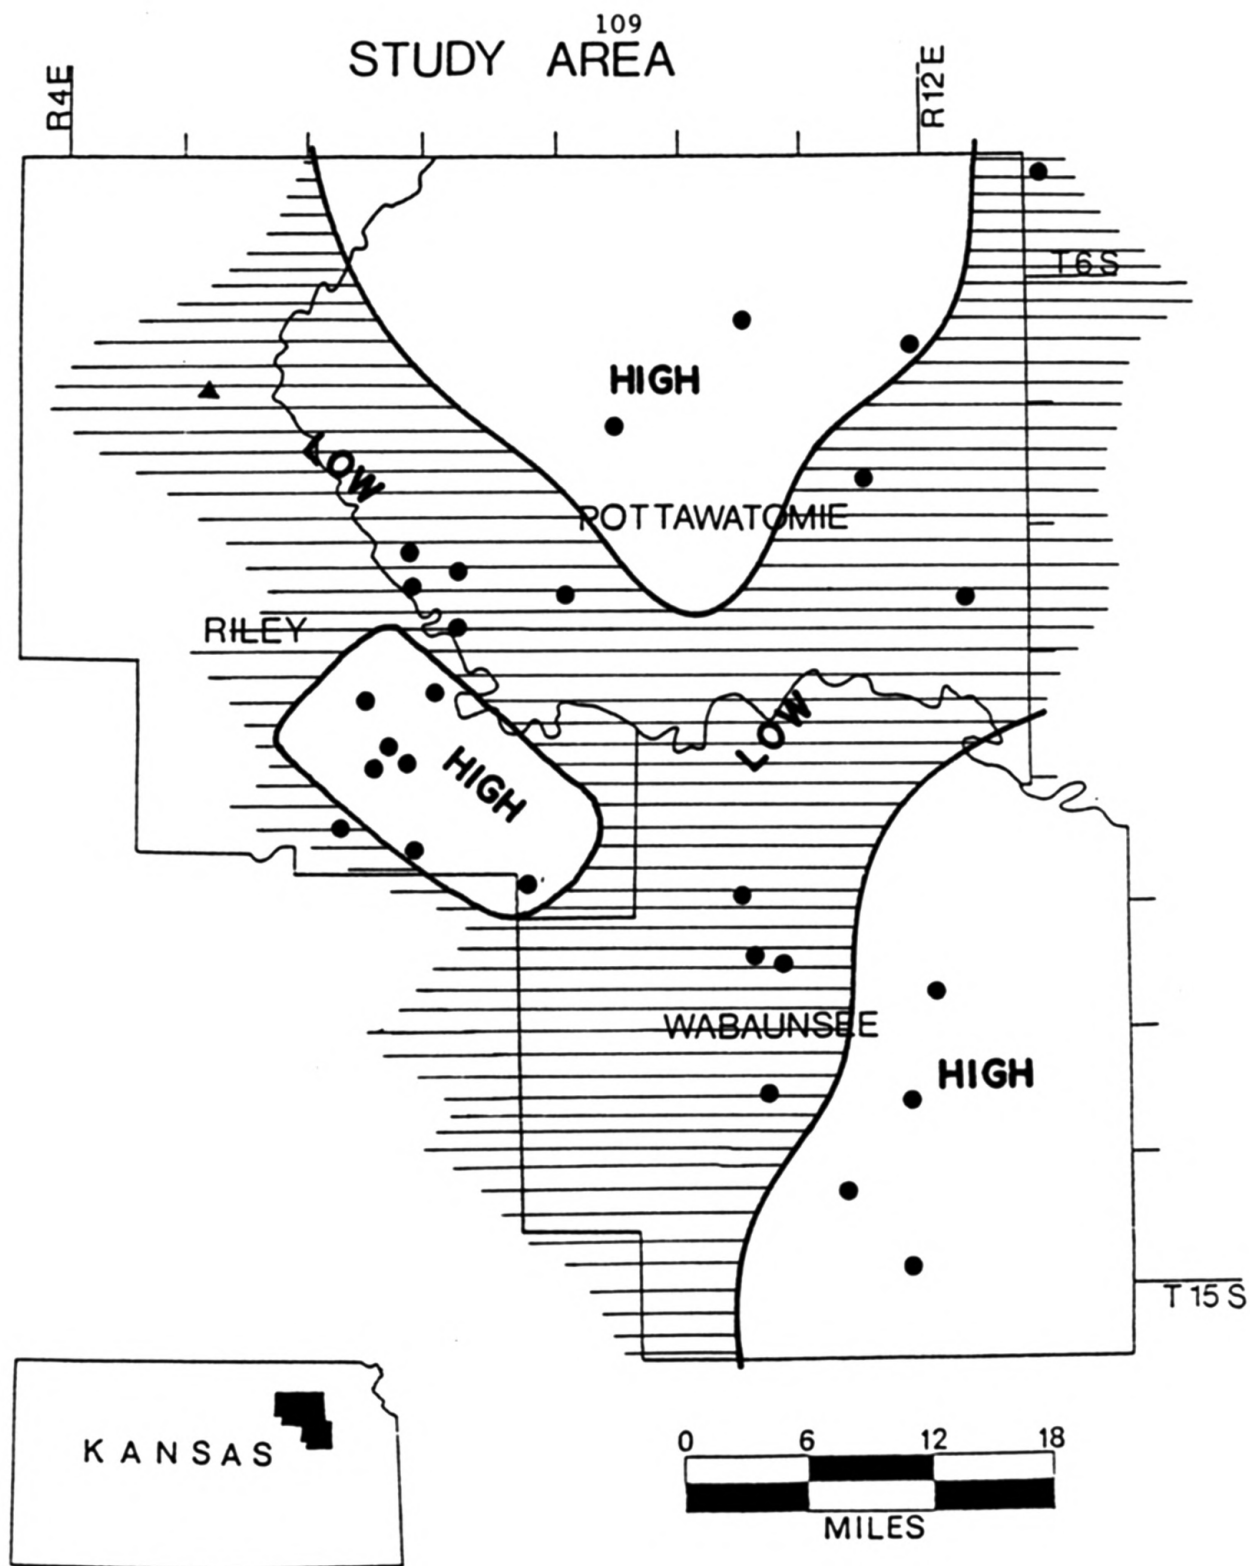 109
STUDY AREA
R4E
R12E
T6S
HIGH
LOW
POTTAWATOMIE
RILEY
LOW
HIGH
WABAUNSEE
HIGH
T15S
KANSAS
0 6 12 18
MILES